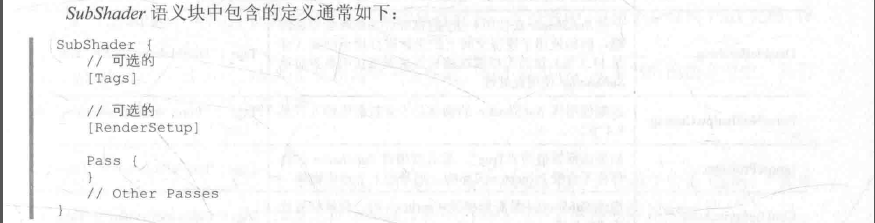 SubShader 语义块中包含的定义通常如下：
SubShader {
// 可选的
[Tags]
// 可选的
[RenderSetup]
Pass {
}
// Other Passes
}